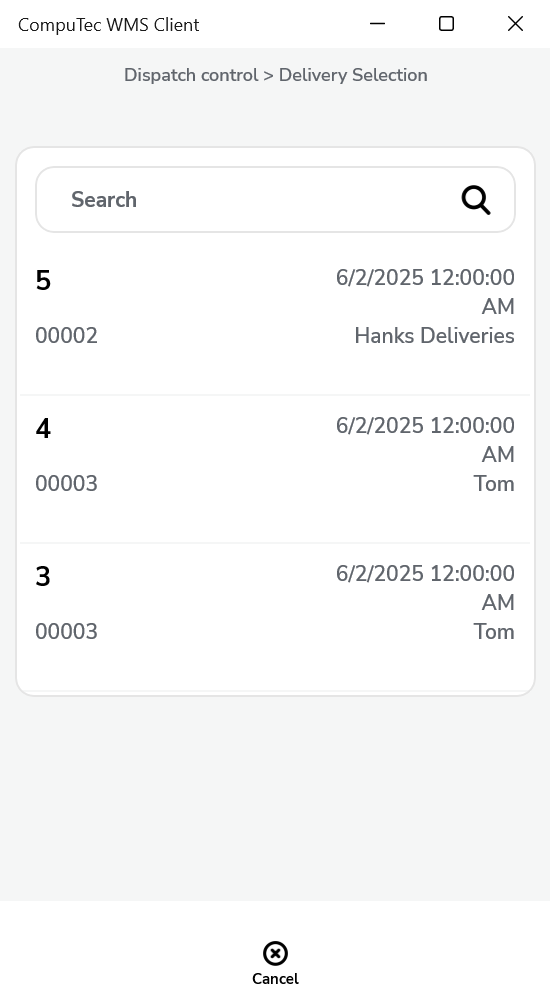 CompuTec WMS Client
Dispatch control > Delivery Selection
Search
5
6/2/2025 12:00:00
AM
00002
Hanks Deliveries
4
6/2/2025 12:00:00
AM
00003
Tom
3
6/2/2025 12:00:00
AM
00003
Tom
Cancel